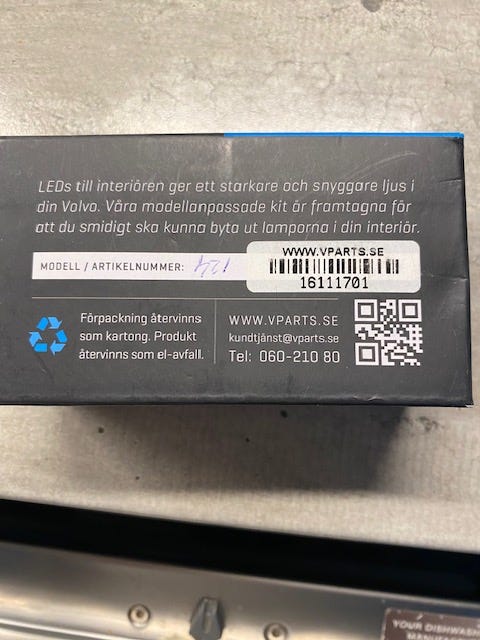 LEDs till interiören ger ett starkare och snyggare ljus i
din Volvo. Våra modellanpassade kit är framtagna för
att du smidigt ska kunna byta ut lamporna i din interiör.
MODELL / ARTIKELNUMMER:
WWW.VPARTS.SE
16111701
Förpackning återvinns
som kartong. Produkt
återvinns som el-avfall.
WWW.VPARTS.SE
kundtjänst@vparts.se
Tel: 060-210 80
YOUR DISHWASH